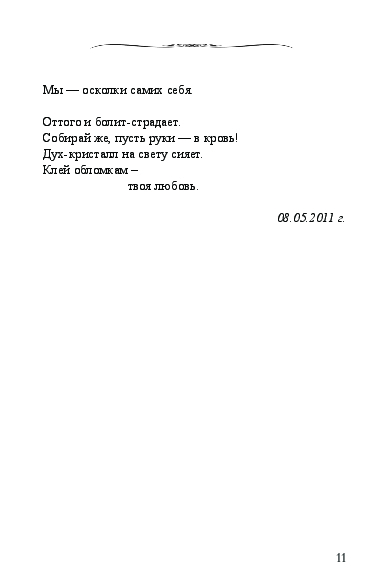 Мы — осколки самих себя.
Оттого и болит-страдает.
Собирай же, пусть руки — в кровь!
Дух-кристалл на свету сияет.
Клей обломкам –
твоя любовь.
08.05.2011 г.
11